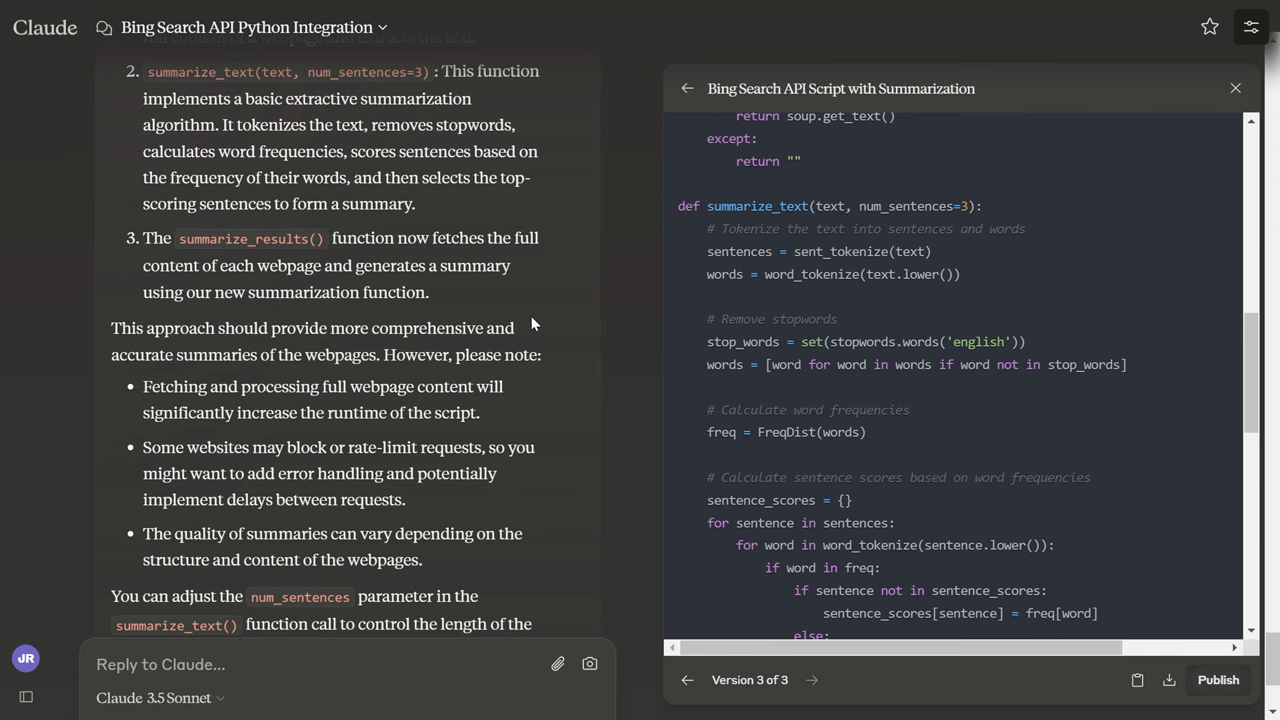 Claude
Bing Search API Python Integration
full content of a webpage and extracts the text.
2. summarize_text(text, num_sentences=3) : This function
implements a basic extractive summarization
algorithm. It tokenizes the text, removes stopwords,
calculates word frequencies, scores sentences based on
the frequency of their words, and then selects the top-
scoring sentences to form a summary.
3. The summarize_results() function now fetches the full
content of each webpage and generates a summary
using our new summarization function.
This approach should provide more comprehensive and
accurate summaries of the webpages. However, please note:
• Fetching and processing full webpage content will
significantly increase the runtime of the script.
• Some websites may block or rate-limit requests, so you
might want to add error handling and potentially
implement delays between requests.
• The quality of summaries can vary depending on the
structure and content of the webpages.
You can adjust the num_sentences parameter in the
summarize_text() function call to control the length of the
JR
Reply to Claude...
Claude 3.5 Sonnet
Bing Search API Script with Summarization
return soup.get_text()
except:
return ""
def summarize_text(text, num_sentences=3):
# Tokenize the text into sentences and words
sentences = sent_tokenize(text)
words = word_tokenize(text.lower())
# Remove stopwords
stop_words = set(stopwords.words('english'))
words = [word for word in words if word not in stop_words]
# Calculate word frequencies
freq = FreqDist(words)
# Calculate sentence scores based on word frequencies
sentence_scores = {}
for sentence in sentences:
for word in word_tokenize(sentence.lower()):
if word in freq:
if sentence not in sentence_scores:
sentence_scores[sentence] = freq[word]
else:
Version 3 of 3
Publish